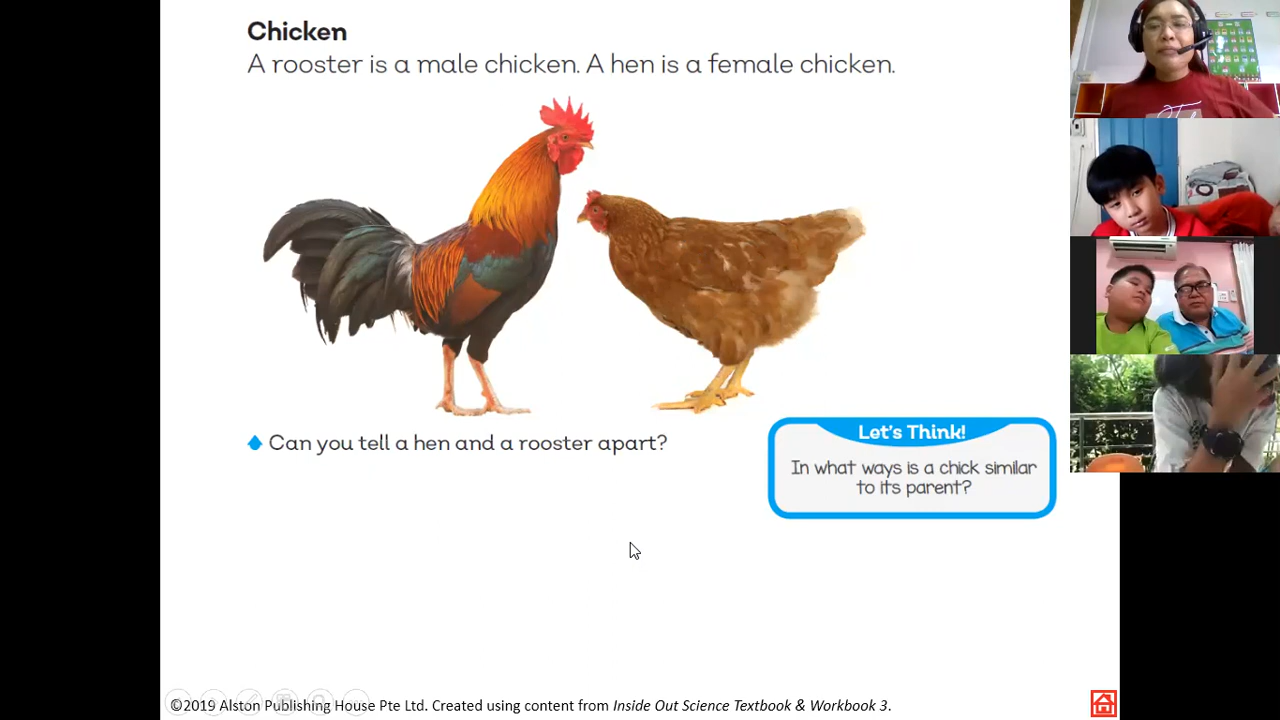 Chicken
A rooster is a male chicken. A hen is a female chicken.
Can you tell a hen and a rooster apart?
Let's Think!
In what ways is a chick similar
to its parent?
©2019 Alston Publishing House Pte Ltd. Created using content from Inside Out Science Textbook & Workbook 3.